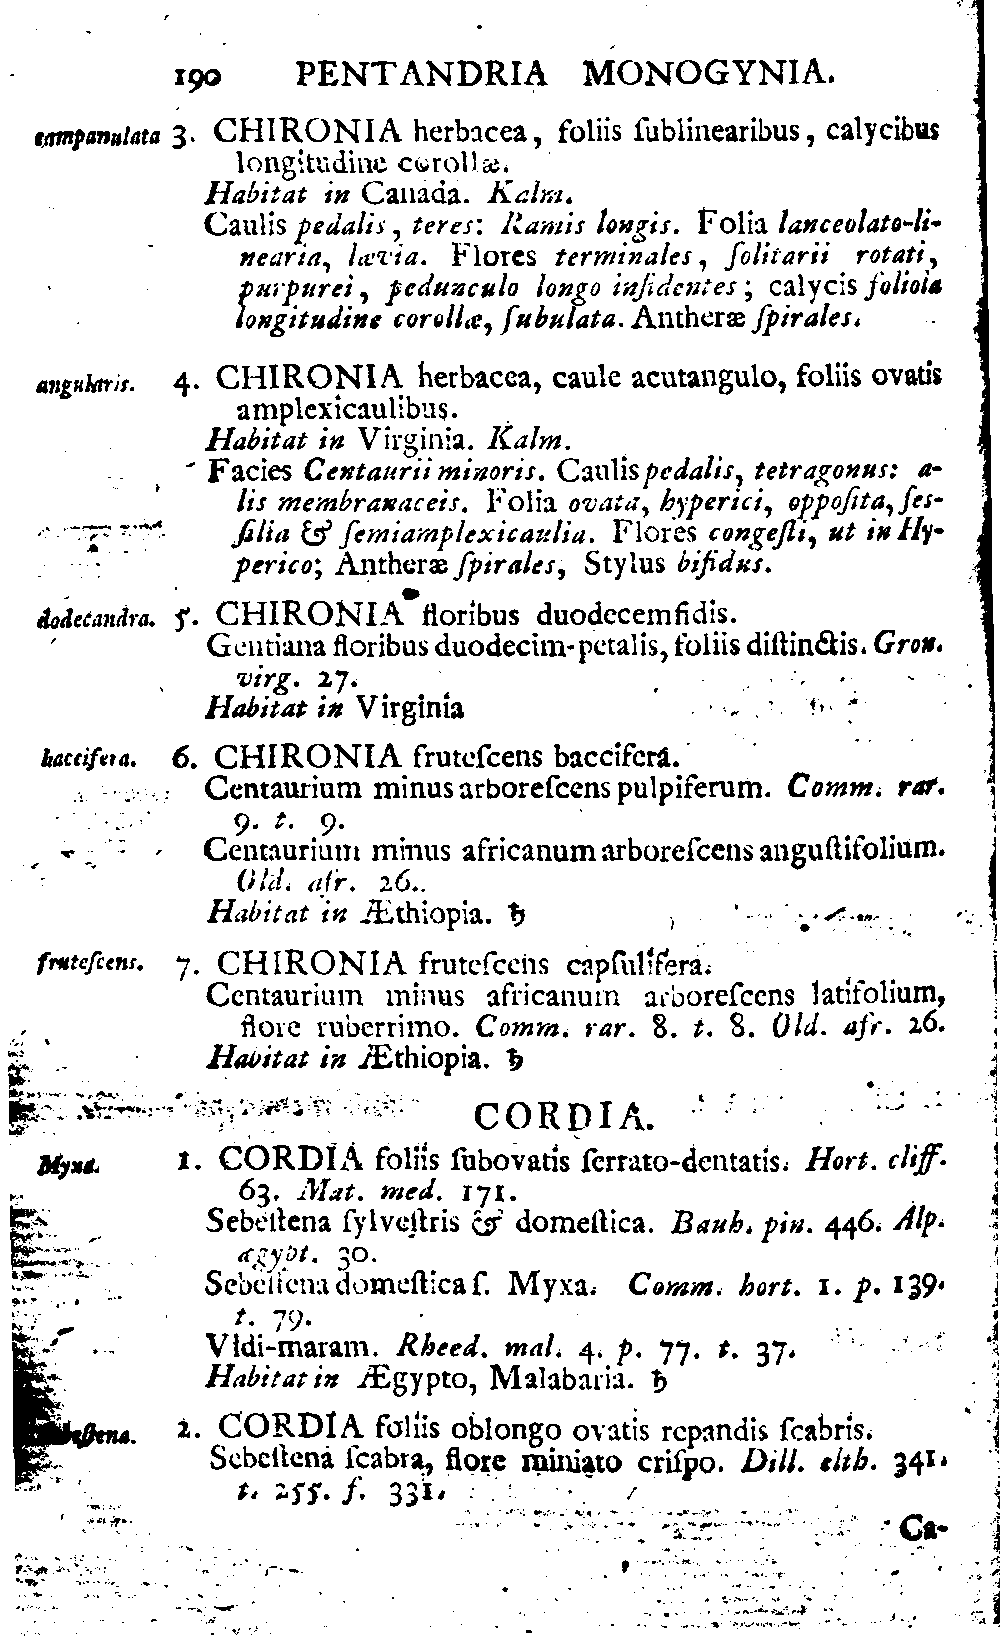 190 PENTANDRIA MONOGYNIA.
campanulata 3. CHIRONIA herbacea, foliis ſublinearibus, calycibus
longitudine corollæ.
Habitat in Canada. Kalm.
Caulis pedalis, teres: Ramis longis. Folia lanceolato-li-
nearia, lævia. Flores terminales, ſolitarii rotati,
purpurei, pedunculo longo inſidentes; calycis foliola
longitudine corollæ, ſubulata. Antheræ ſpirales.
angularis. 4. CHIRONIA herbacea, caule acutangulo, foliis ovatis
amplexicaulibus.
Habitat in Virginia. Kalm.
Facies Centaurii minoris. Caulis pedalis, tetragonus: a-
lis membranaceis. Folia ovata, hyperici, oppoſita, ſeſ-
ſilia & ſemiamplexicaulia. Flores congeſti, ut in Hy-
perico; Antheræ ſpirales, Stylus bifidus.
dodecandra. 5. CHIRONIA floribus duodecemfidis.
Gentiana floribus duodecim-petalis, foliis diſtinctis. Gron.
virg. 27.
Habitat in Virginia
baccifera. 6. CHIRONIA fruteſcens baccifera.
Centaurium minus arboreſcens pulpiferum. Comm. rar.
9. t. 9.
Centaurium minus africanum arboreſcens anguſtifolium.
Old. afr. 26.
Habitat in Æthiopia. ♄
fruteſcens. 7. CHIRONIA fruteſcens capſulifera.
Centaurium minus africanum arboreſcens latifolium,
flore ruberrimo. Comm. rar. 8. t. 8. Old. afr. 26.
Habitat in Æthiopia. ♄
CORDIA.
Myxa. 1. CORDIA foliis ſubovatis ſerrato-dentatis. Hort. cliff.
63. Mat. med. 171.
Sebeſtena ſylveſtris & domeſtica. Bauh. pin. 446. Alp.
ægypt. 30.
Sebeſtena domeſtica ſ. Myxa. Comm. hort. 1. p. 139.
t. 79.
Vidi-maram. Rheed. mal. 4. p. 77. t. 37.
Habitat in Ægypto, Malabaria. ♄
2. CORDIA foliis oblongo ovatis repandis ſcabris.
Sebeſtena ſcabra, flore miniato criſpo. Dill. elth. 341.
t. 255. f. 331.
Ca-